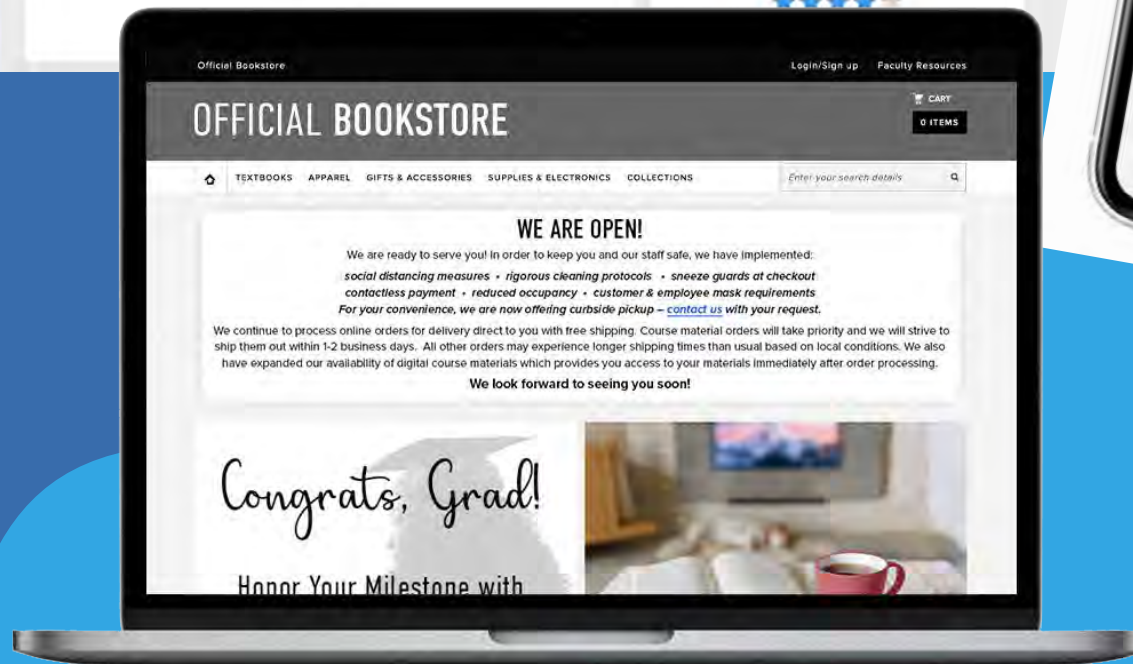 Official Bookstore
Login/Sign up Faculty Resources
OFFICIAL BOOKSTORE
CART
0 ITEMS
TEXTBOOKS APPAREL GIFTS & ACCESSORIES SUPPLIES & ELECTRONICS COLLECTIONS
Enter your search details
WE ARE OPEN!
We are ready to serve you! In order to keep you and our staff safe, we have implemented:
social distancing measures • rigorous cleaning protocols • sneeze guards at checkout
contactless payment • reduced occupancy • customer & employee mask requirements
For your convenience, we are now offering curbside pickup – contact us with your request.
We continue to process online orders for delivery direct to you with free shipping. Course material orders will take priority and we will strive to
ship them out within 1-2 business days. All other orders may experience longer shipping times than usual based on local conditions. We also
have expanded our availability of digital course materials which provides you access to your materials immediately after order processing.
We look forward to seeing you soon!
Congrats, Grad!
Honor Your Milestone with